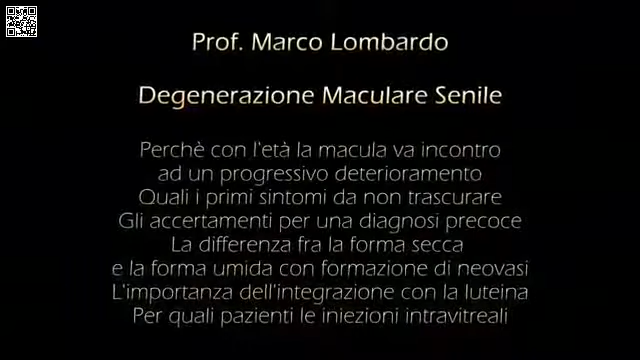 Prof. Marco Lombardo
Degenerazione Maculare Senile
Perchè con l'età la macula va incontro
ad un progressivo deterioramento
Quali i primi sintomi da non trascurare
Gli accertamenti per una diagnosi precoce
La differenza fra la forma secca
e la forma umida con formazione di neovasi
L'importanza dell'integrazione con la luteina
Per quali pazienti le iniezioni intravitreali